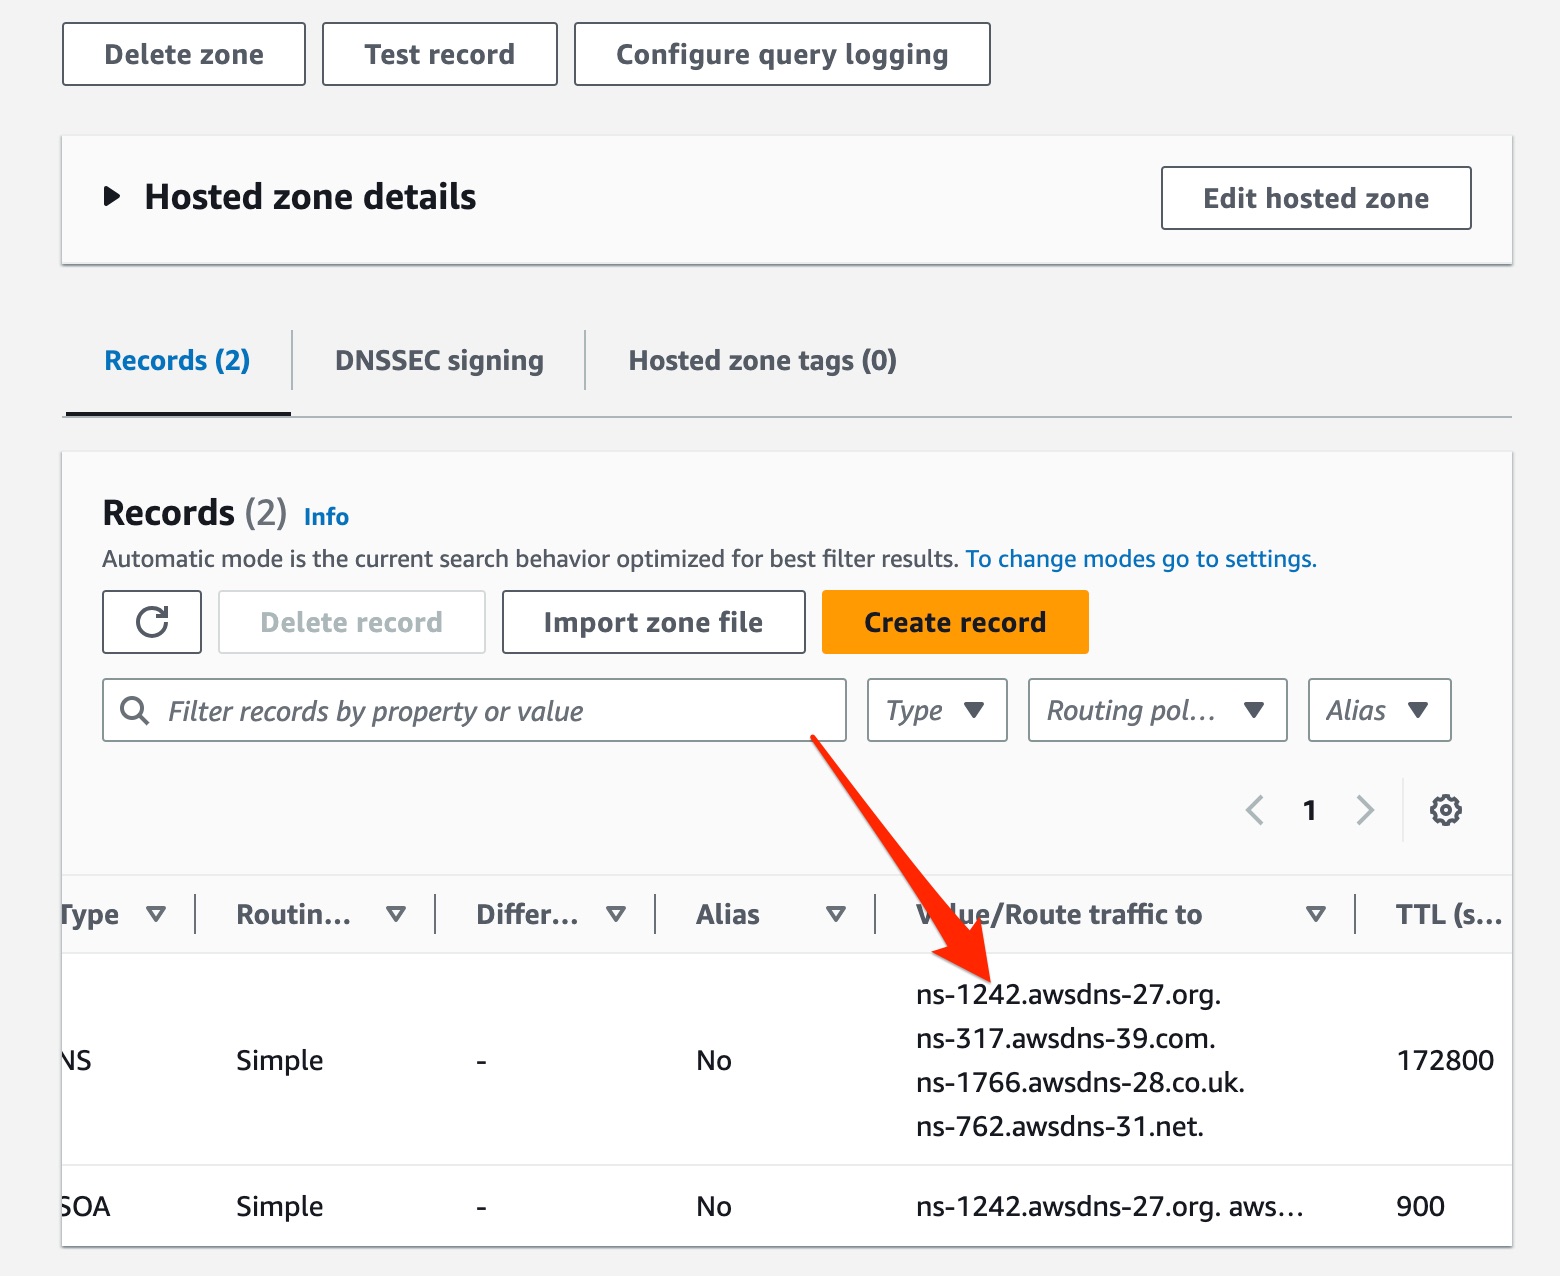 Delete zone
Test record
Configure query logging
Hosted zone details
Edit hosted zone
Records (2)
DNSSEC signing
Hosted zone tags (0)
Records (2) Info
Automatic mode is the current search behavior optimized for best filter results. To change modes go to settings.
Delete record
Import zone file
Create record
Filter records by property or value
Type
Routing pol...
Alias
1
Type
Routin...
Differ...
Alias
Value/Route traffic to
TTL (s...
NS
Simple
-
No
ns-1242.awsdns-27.org.
ns-317.awsdns-39.com.
ns-1766.awsdns-28.co.uk.
ns-762.awsdns-31.net.
172800
SOA
Simple
-
No
ns-1242.awsdns-27.org. aws...
900